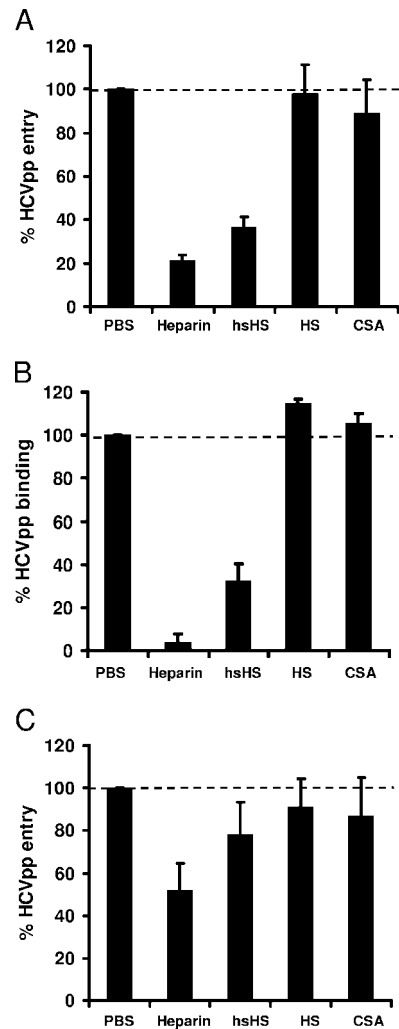 A
% HCVpp entry
120
100
80
60
40
20
0
PBS Heparin hsHS HS CSA
B
% HCVpp binding
120
100
80
60
40
20
0
PBS Heparin hsHS HS CSA
C
% HCVpp entry
120
100
80
60
40
20
0
PBS Heparin hsHS HS CSA